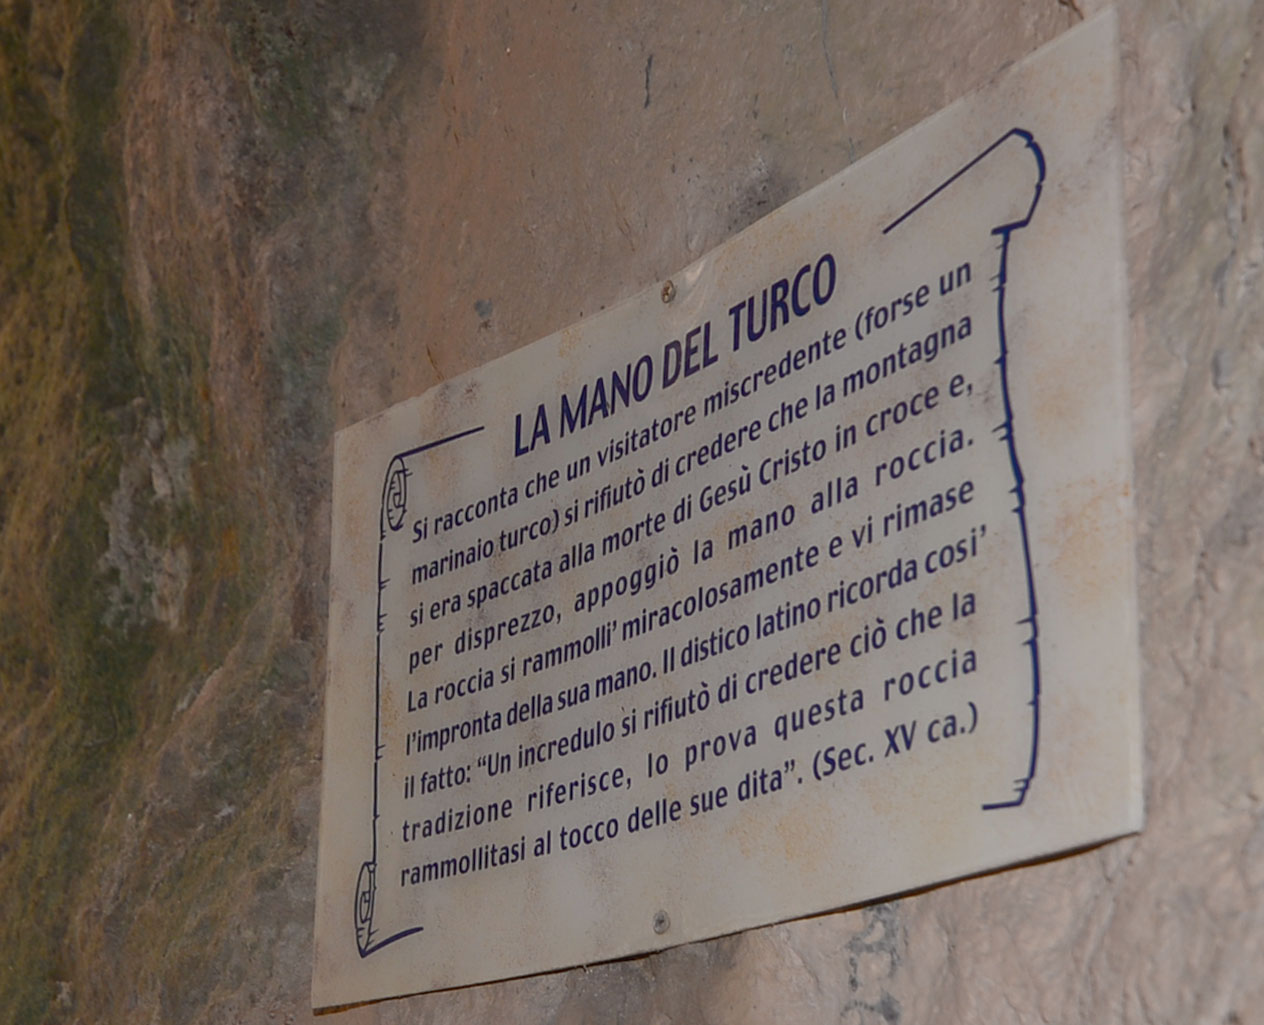 LA MANO DEL TURCO
Si racconta che un visitatore miscredente (forse un
marinaio turco) si rifiutò di credere che la montagna
si era spaccata alla morte di Gesù Cristo in croce e,
per disprezzo, appoggiò la mano alla roccia.
La roccia si rammolli’ miracolosamente e vi rimase
l’impronta della sua mano. Il distico latino ricorda cosi’
il fatto: “Un incredulo si rifiutò di credere ciò che la
tradizione riferisce, lo prova questa roccia
rammollitasi al tocco delle sue dita”. (Sec. XV ca.)